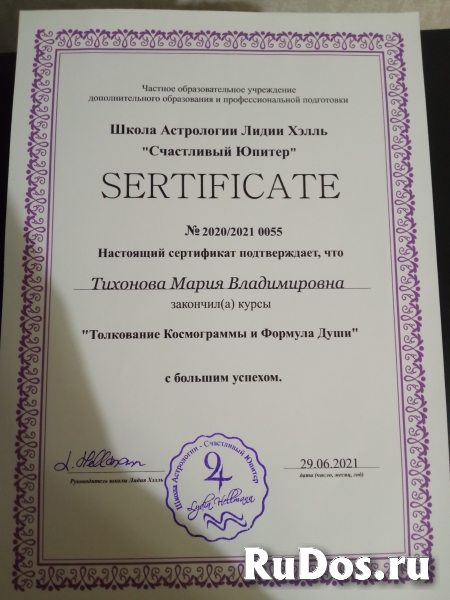 Частное образовательное учреждение
дополнительного образования и профессиональной подготовки
Школа Астрологии Лидии Хэлль
"Счастливый Юпитер"
SERTIFICATE
№ 2020/2021 0055
Настоящий сертификат подтверждает, что
Тихонова Мария Владимировна
закончил(а) курсы
"Толкование Космограммы и Формула Души"
с большим успехом.
Руководитель школы Лидия Хэлль
Школа Астрологии - Счастливый Юпитер
29.06.2021
дата (число, месяц, год)
RuDos.ru